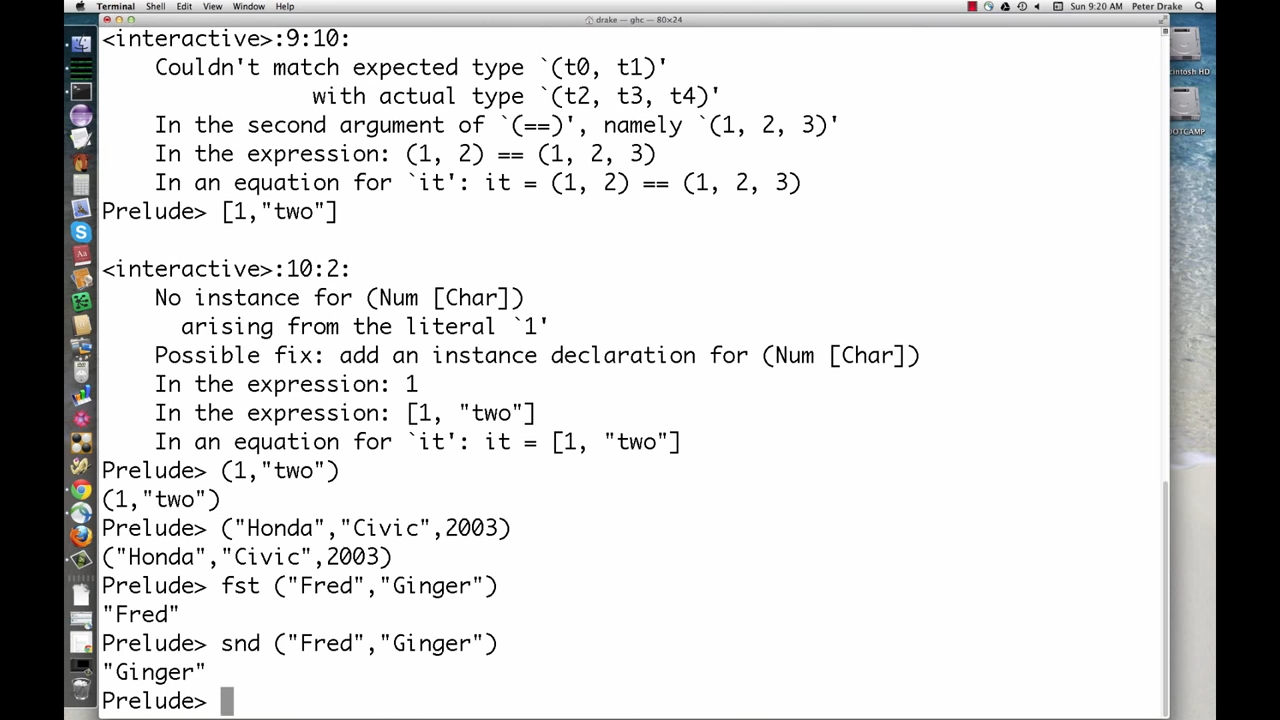 Terminal Shell Edit View Window Help
Sun 9:20 AM Peter Drake
drake — ghc — 80×24
<interactive>:9:10:
    Couldn't match expected type `(t0, t1)'
                with actual type `(t2, t3, t4)'
    In the second argument of `(==)', namely `(1, 2, 3)'
    In the expression: (1, 2) == (1, 2, 3)
    In an equation for `it': it = (1, 2) == (1, 2, 3)
Prelude> [1,"two"]
<interactive>:10:2:
    No instance for (Num [Char])
      arising from the literal `1'
    Possible fix: add an instance declaration for (Num [Char])
    In the expression: 1
    In the expression: [1, "two"]
    In an equation for `it': it = [1, "two"]
Prelude> (1,"two")
(1,"two")
Prelude> ("Honda","Civic",2003)
("Honda","Civic",2003)
Prelude> fst ("Fred","Ginger")
"Fred"
Prelude> snd ("Fred","Ginger")
"Ginger"
Prelude>
intosh HD
OOTCAMP